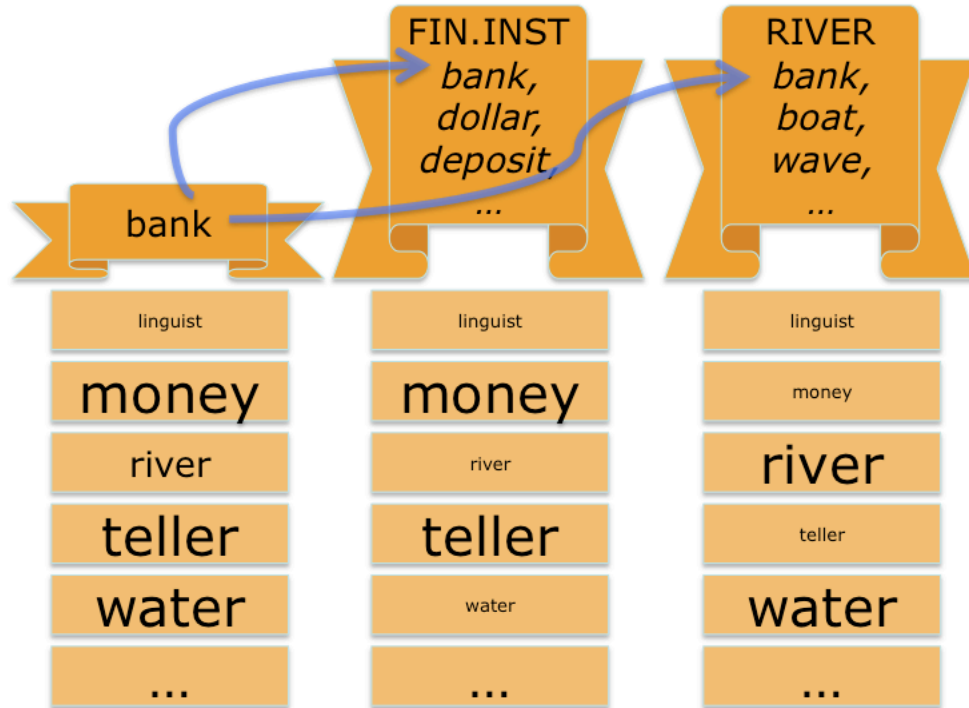 bank
linguist
money
river
teller
water
...
FIN.INST
bank,
dollar,
deposit,
...
linguist
money
river
teller
water
...
RIVER
bank,
boat,
wave,
...
linguist
money
river
teller
water
...